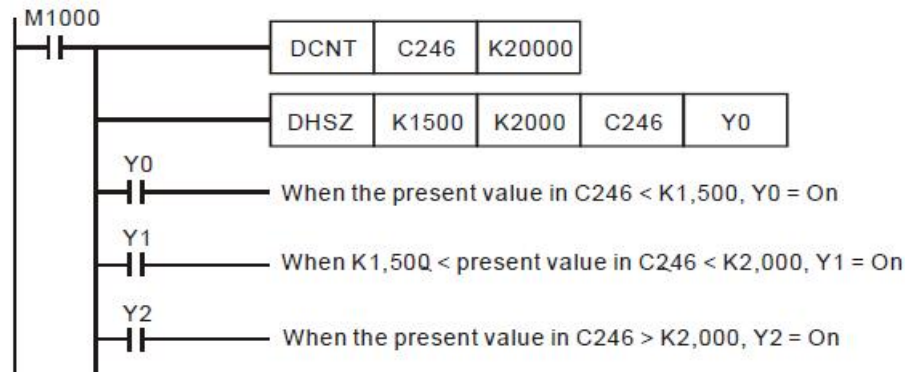 M1000
DCNT C246 K20000
DHSZ K1500 K2000 C246 Y0
Y0
When the present value in C246 < K1,500, Y0 = On
Y1
When K1,500 < present value in C246 < K2,000, Y1 = On
Y2
When the present value in C246 > K2,000, Y2 = On